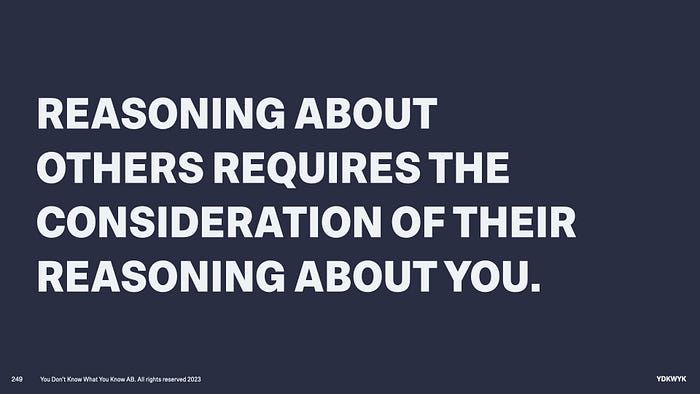 REASONING ABOUT
OTHERS REQUIRES THE
CONSIDERATION OF THEIR
REASONING ABOUT YOU.
249 You Don't Know What You Know AB. All rights reserved 2023 YDKWYK